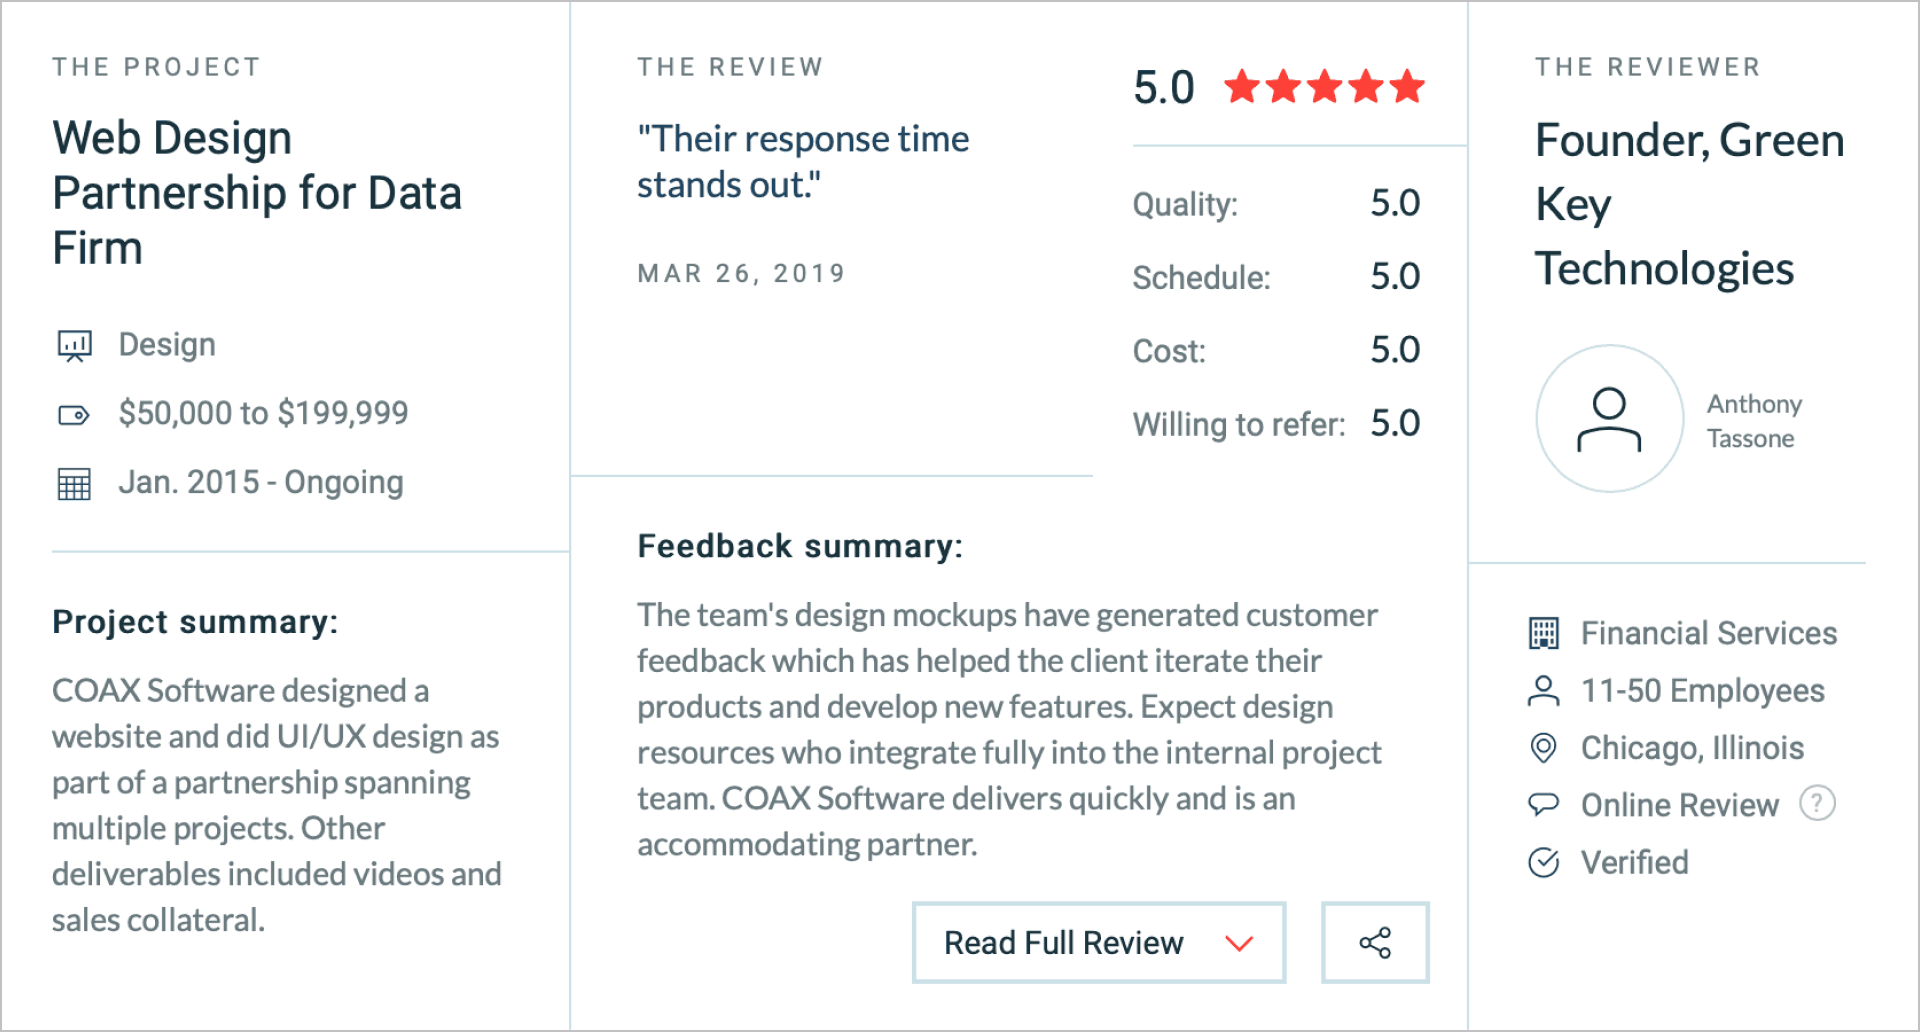 THE PROJECT
Web Design
Partnership for Data
Firm
Design
$50,000 to $199,999
Jan. 2015 - Ongoing
Project summary:
COAX Software designed a
website and did UI/UX design as
part of a partnership spanning
multiple projects. Other
deliverables included videos and
sales collateral.
THE REVIEW
"Their response time
stands out."
MAR 26, 2019
5.0
Quality: 5.0
Schedule: 5.0
Cost: 5.0
Willing to refer: 5.0
Feedback summary:
The team's design mockups have generated customer
feedback which has helped the client iterate their
products and develop new features. Expect design
resources who integrate fully into the internal project
team. COAX Software delivers quickly and is an
accommodating partner.
Read Full Review
THE REVIEWER
Founder, Green
Key
Technologies
Anthony
Tassone
Financial Services
11-50 Employees
Chicago, Illinois
Online Review ?
Verified